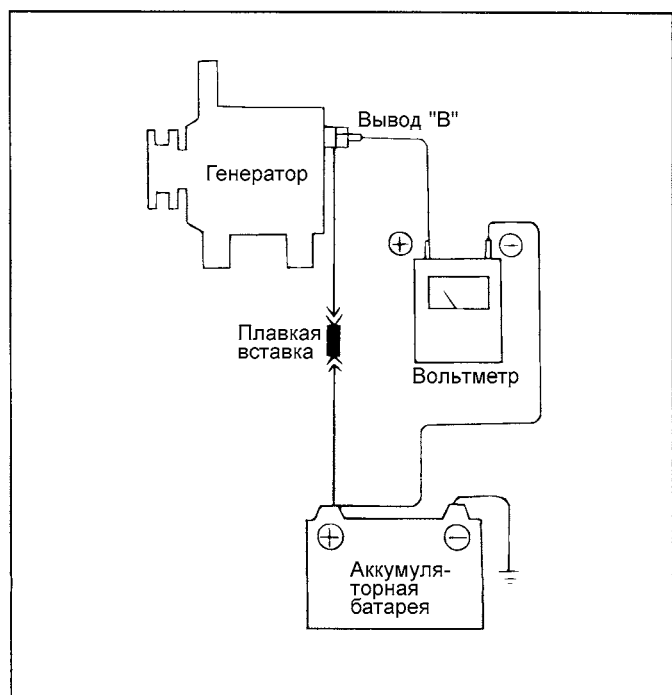 Вывод "В"
Генератор
+
−
Плавкая
вставка
Вольтметр
+
−
Аккумуля-
торная
батарея